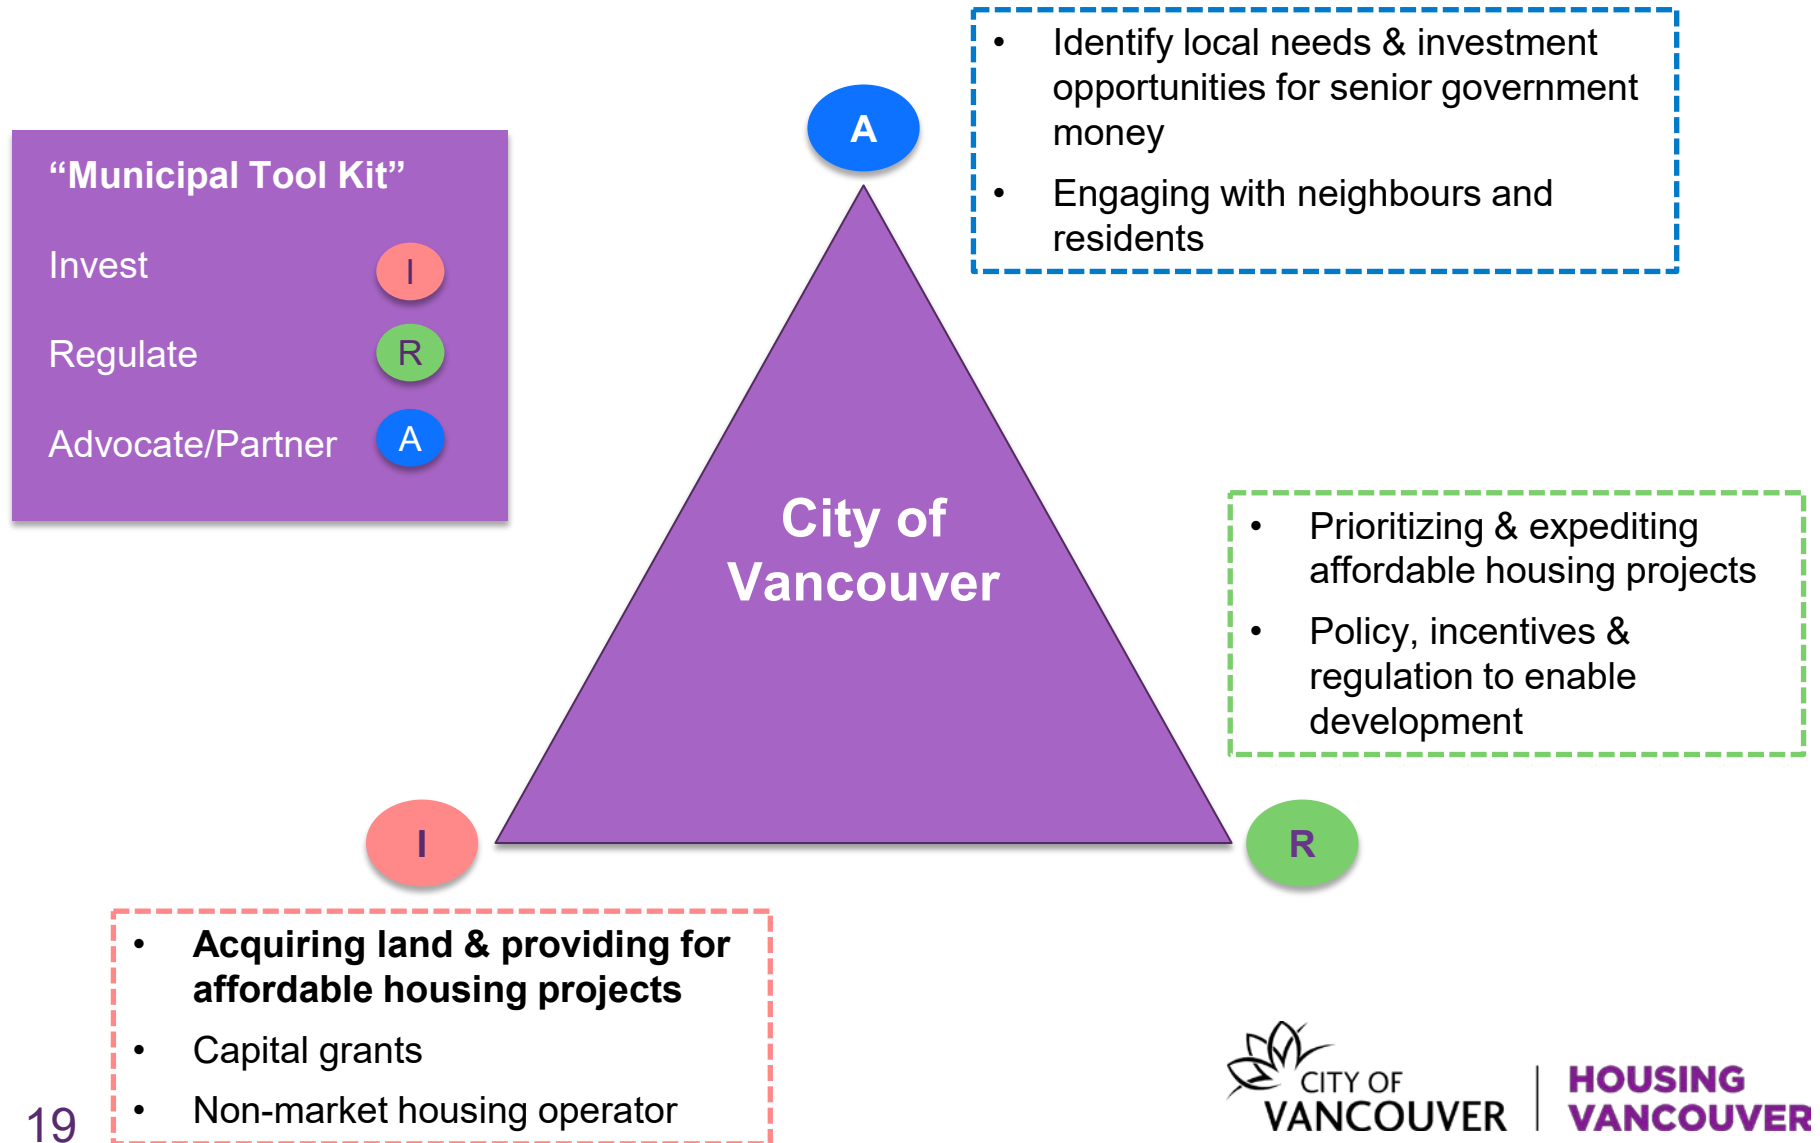 • Identify local needs & investment
opportunities for senior government
money
• Engaging with neighbours and
residents
A
“Municipal Tool Kit”
Invest I
Regulate R
Advocate/Partner A
City of
Vancouver
• Prioritizing & expediting
affordable housing projects
• Policy, incentives &
regulation to enable
development
I
R
• Acquiring land & providing for
affordable housing projects
• Capital grants
• Non-market housing operator
19
CITY OF
VANCOUVER
HOUSING
VANCOUVER